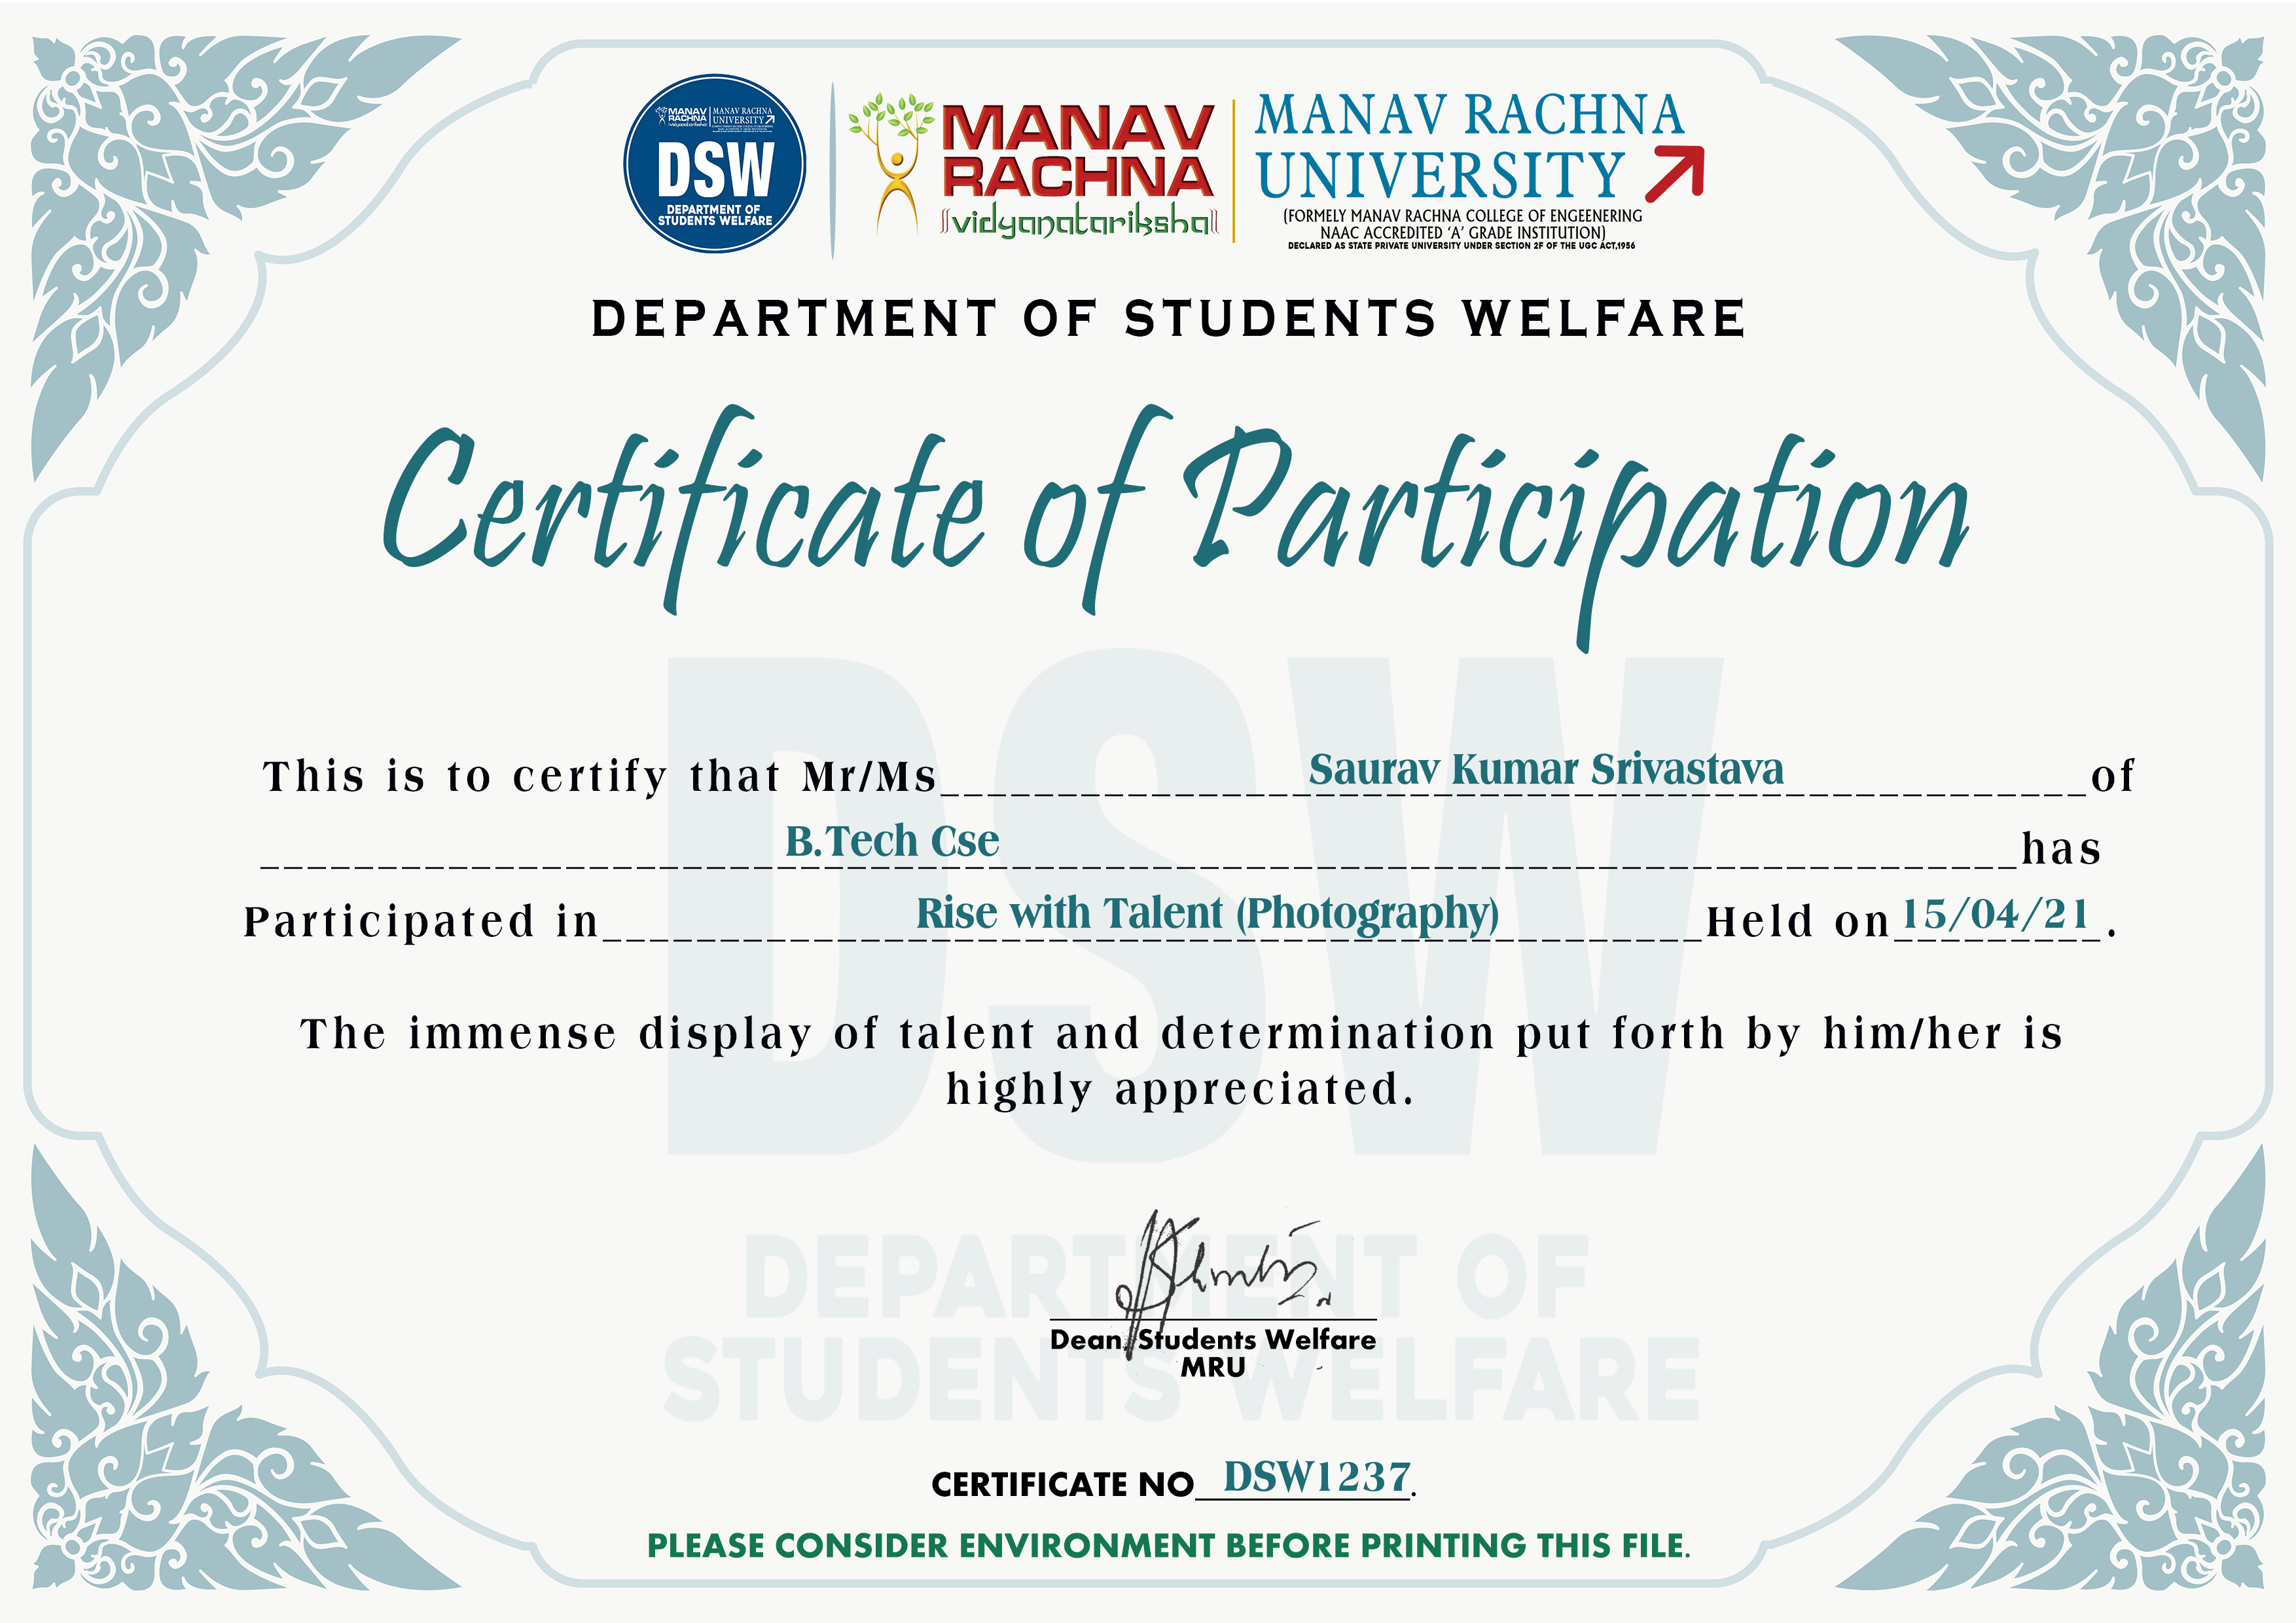 MANAV RACHNA
vidyanatariksha
MANAV RACHNA UNIVERSITY
DSW
DEPARTMENT OF
STUDENTS WELFARE
MANAV
RACHNA
vidyanatariksha
MANAV RACHNA
UNIVERSITY
(FORMELY MANAV RACHNA COLLEGE OF ENGEENERING
NAAC ACCREDITED ‘A’ GRADE INSTITUTION)
DECLARED AS STATE PRIVATE UNIVERSITY UNDER SECTION 2F OF THE UGC ACT,1956
DEPARTMENT OF STUDENTS WELFARE
Certificate of Participation
This is to certify that Mr/Ms Saurav Kumar Srivastava of
B.Tech Cse has
Participated in Rise with Talent (Photography) Held on 15/04/21.
The immense display of talent and determination put forth by him/her is
highly appreciated.
DSW
DEPARTMENT OF
STUDENTS WELFARE
Dean Students Welfare
MRU
CERTIFICATE NO DSW1237.
PLEASE CONSIDER ENVIRONMENT BEFORE PRINTING THIS FILE.